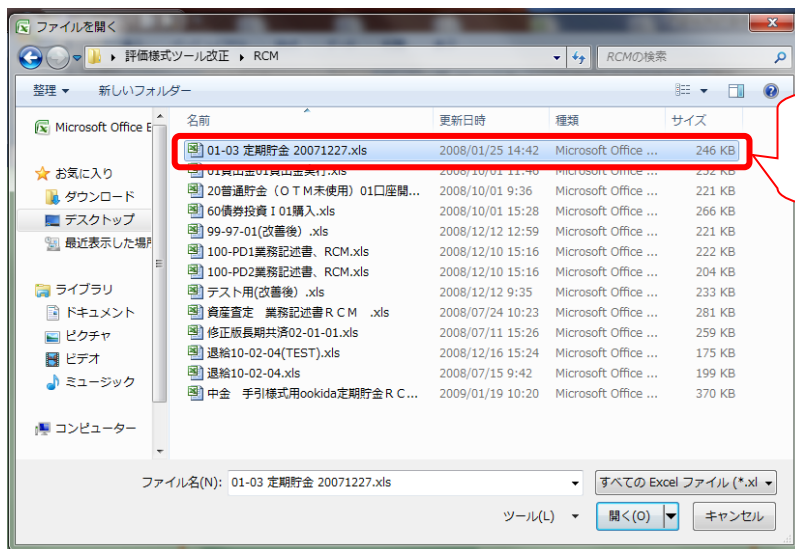 ファイルを開く
評価様式ツール改正 ▸ RCM
RCMの検索
整理 ▼ 新しいフォルダー
Microsoft Office E
お気に入り
ダウンロード
デスクトップ
最近表示した場所
ライブラリ
ドキュメント
ピクチャ
ビデオ
ミュージック
コンピューター
名前 更新日時 種類 サイズ
01-03 定期貯金 20071227.xls 2008/01/25 14:42 Microsoft Office ... 246 KB
01貸出金01貸出金実行.xls 2008/10/01 11:46 Microsoft Office ... 232 KB
20普通貯金（ＯＴＭ未使用）01口座開... 2008/10/01 9:36 Microsoft Office ... 221 KB
60債券投資Ⅰ01購入.xls 2008/10/01 15:28 Microsoft Office ... 266 KB
99-97-01(改善後）.xls 2008/12/12 12:59 Microsoft Office ... 221 KB
100-PD1業務記述書、RCM.xls 2008/12/10 15:16 Microsoft Office ... 222 KB
100-PD2業務記述書、RCM.xls 2008/12/10 15:16 Microsoft Office ... 204 KB
テスト用(改善後）.xls 2008/12/12 9:35 Microsoft Office ... 233 KB
資産査定　業務記述書ＲＣＭ　.xls 2008/07/24 10:23 Microsoft Office ... 281 KB
修正版長期共済02-01-01.xls 2008/07/11 15:26 Microsoft Office ... 259 KB
退給10-02-04(TEST).xls 2008/12/16 15:24 Microsoft Office ... 175 KB
退給10-02-04.xls 2008/07/15 9:42 Microsoft Office ... 199 KB
中金　手引様式用ookida定期貯金ＲＣ... 2009/01/19 10:20 Microsoft Office ... 370 KB
ファイル名(N): 01-03 定期貯金 20071227.xls すべての Excel ファイル (*.xl
ツール(L) 開く(O) キャンセル